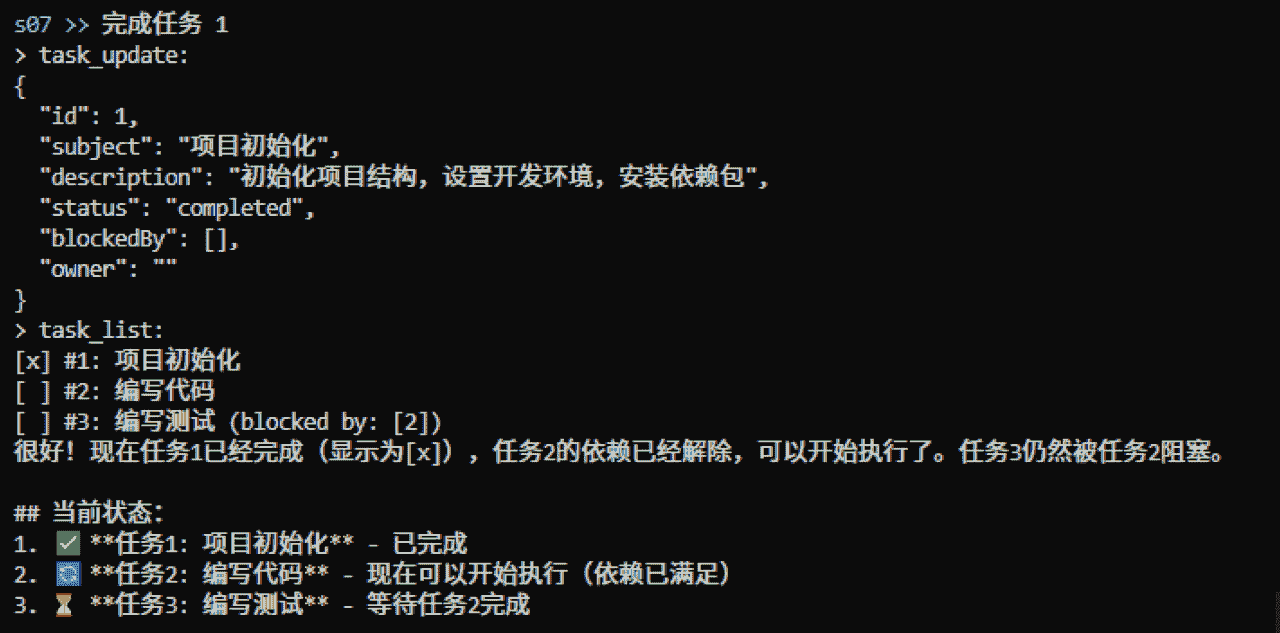 s07 >> 完成任务 1
> task_update:
{
  "id": 1,
  "subject": "项目初始化",
  "description": "初始化项目结构，设置开发环境，安装依赖包",
  "status": "completed",
  "blockedBy": [],
  "owner": ""
}
> task_list:
[x] #1: 项目初始化
[ ] #2: 编写代码
[ ] #3: 编写测试 (blocked by: [2])
很好！现在任务1已经完成（显示为[x]），任务2的依赖已经解除，可以开始执行了。任务3仍然被任务2阻塞。
## 当前状态：
1. ✅ **任务1: 项目初始化** - 已完成
2. 🔄 **任务2: 编写代码** - 现在可以开始执行（依赖已满足）
3. ⏳ **任务3: 编写测试** - 等待任务2完成